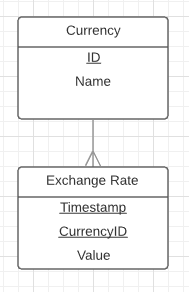 Currency
ID
Name
Exchange Rate
Timestamp
CurrencyID
Value